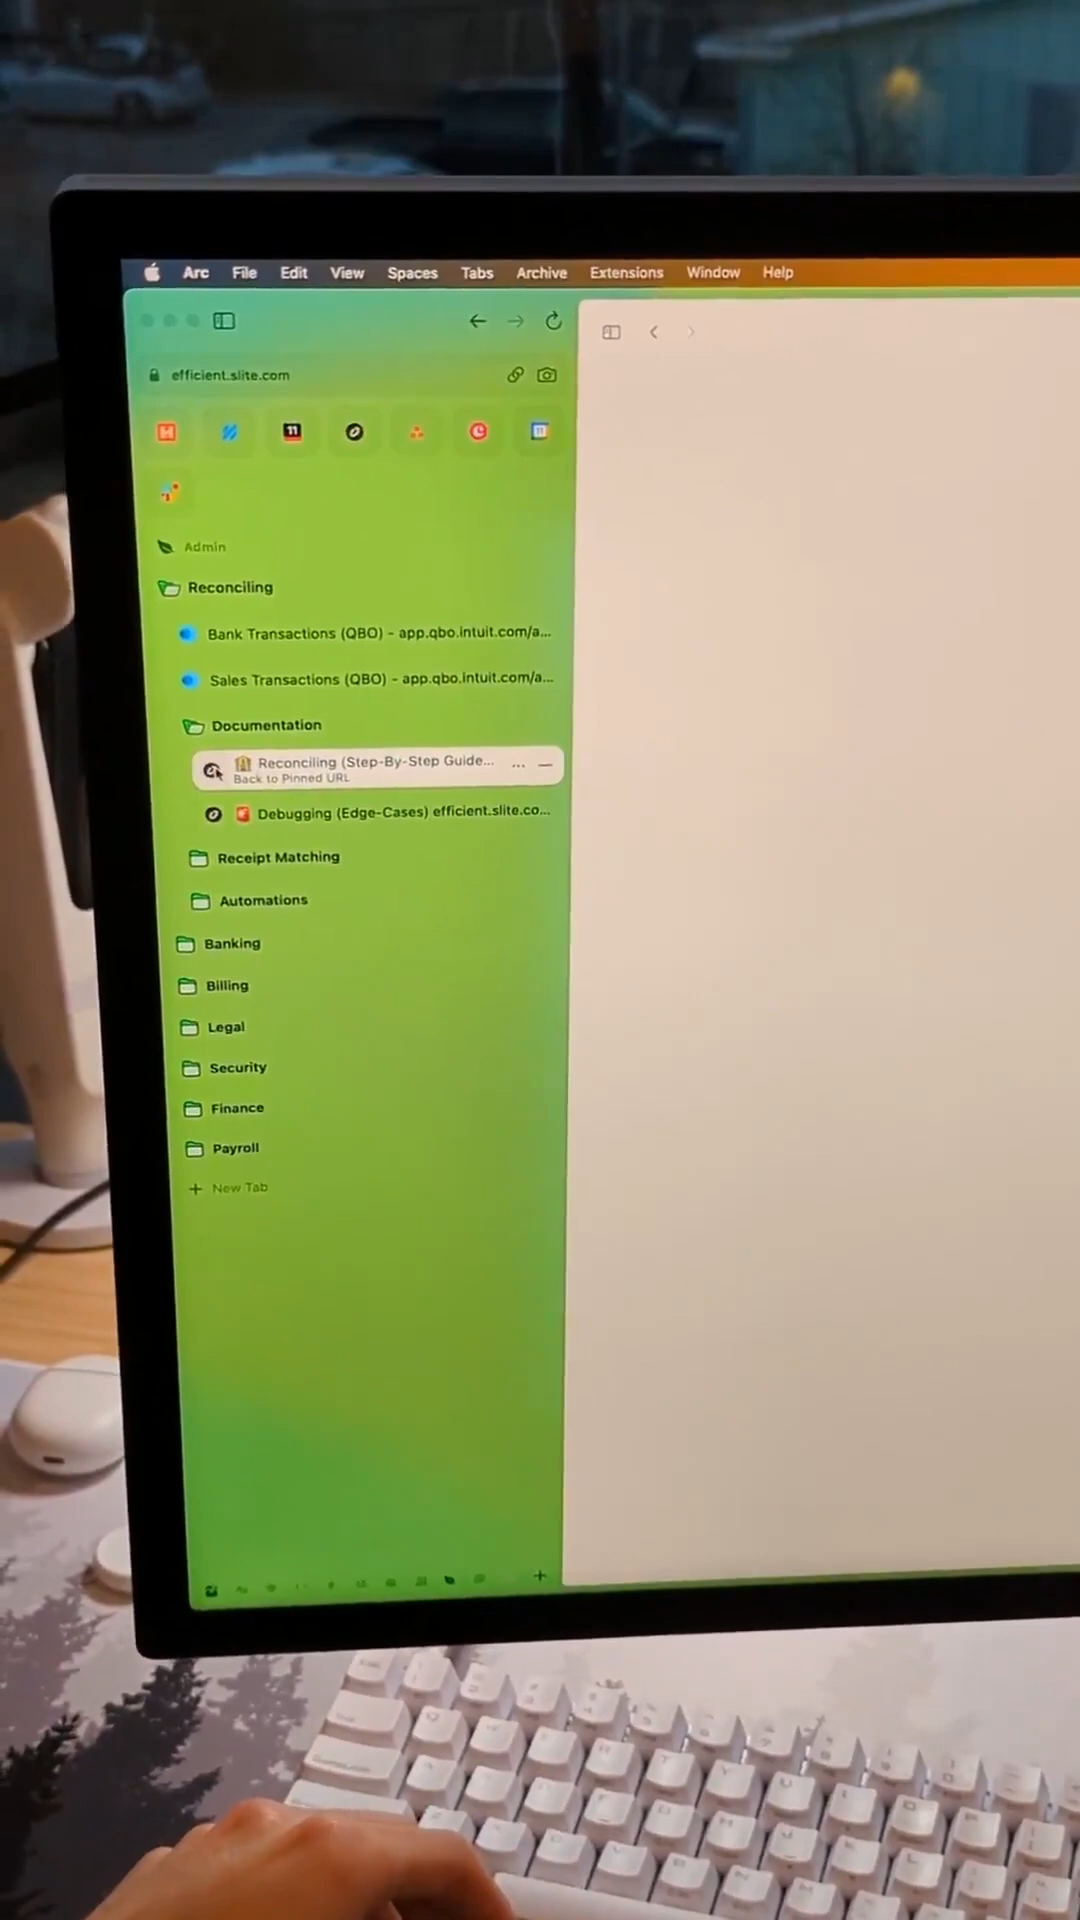 Arc File Edit View Spaces Tabs Archive Extensions Window Help
efficient.slite.com
11
Admin
Reconciling
Bank Transactions (QBO) - app.qbo.intuit.com/a...
Sales Transactions (QBO) - app.qbo.intuit.com/a...
Documentation
Reconciling (Step-By-Step Guide...
Back to Pinned URL
Debugging (Edge-Cases) efficient.slite.co...
Receipt Matching
Automations
Banking
Billing
Legal
Security
Finance
Payroll
+ New Tab